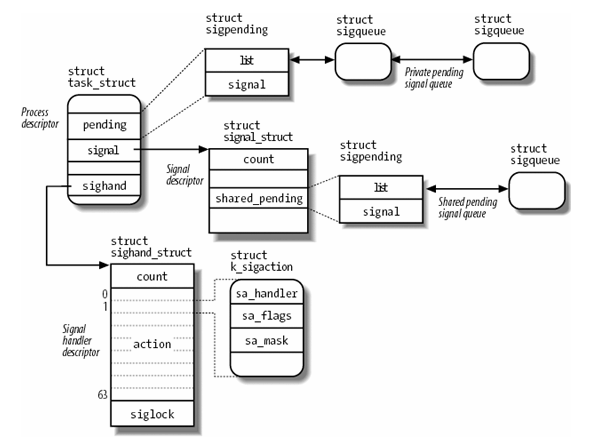 struct
sigpending
struct
sigqueue
struct
sigqueue
list
signal
Private pending
signal queue
struct
task_struct
Process
descriptor
pending
signal
sighand
struct
signal_struct
Signal
descriptor
count
shared_pending
struct
sigpending
list
signal
struct
sigqueue
Shared pending
signal queue
struct
sighand_struct
Signal
handler
descriptor
count
0
1
action
63
siglock
struct
k_sigaction
sa_handler
sa_flags
sa_mask